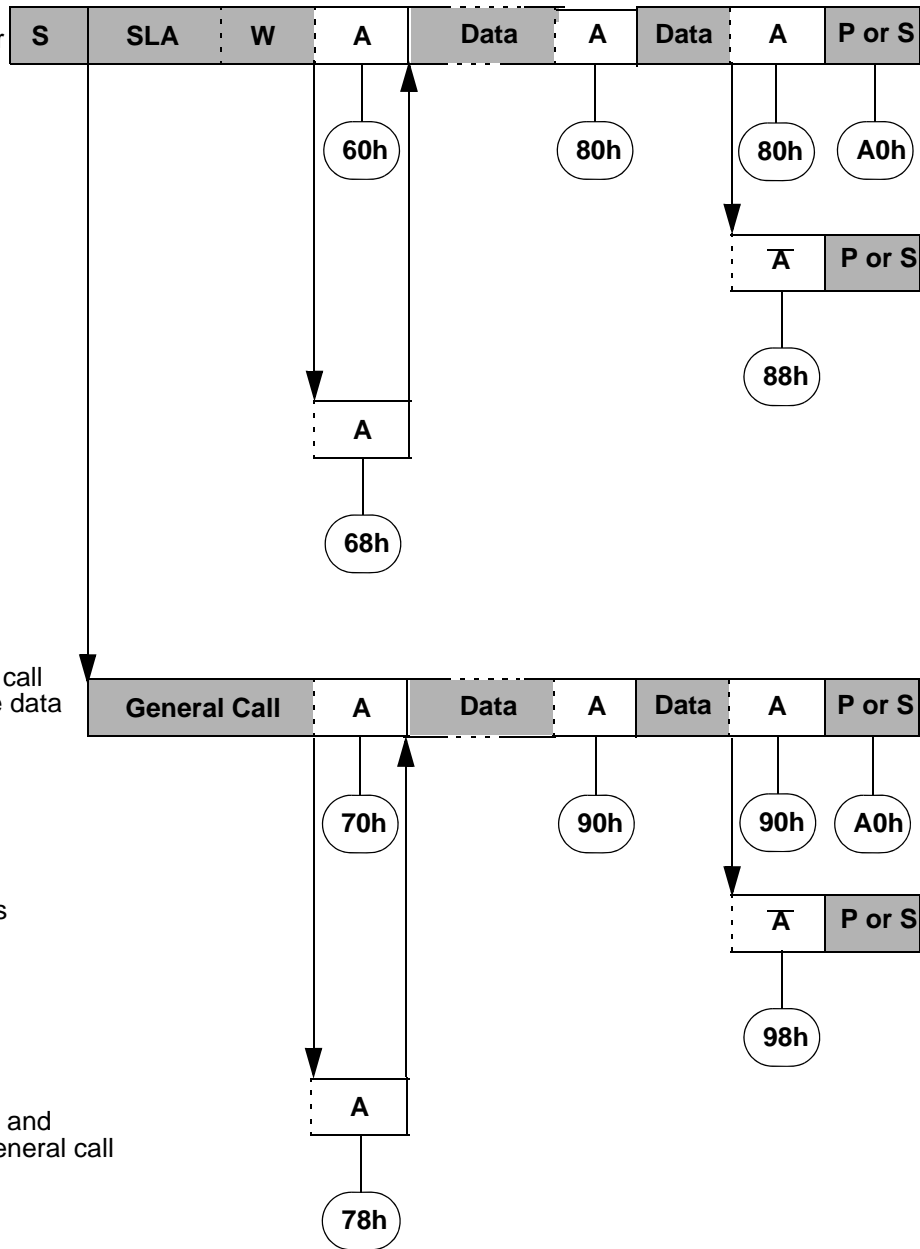 r S SLA W A Data A Data A P or S
60h 80h 80h A0h
A̅ P or S
88h
A
68h
call
e data
General Call A Data A Data A P or S
70h 90h 90h A0h
s
A̅ P or S
98h
A
and
eneral call
78h